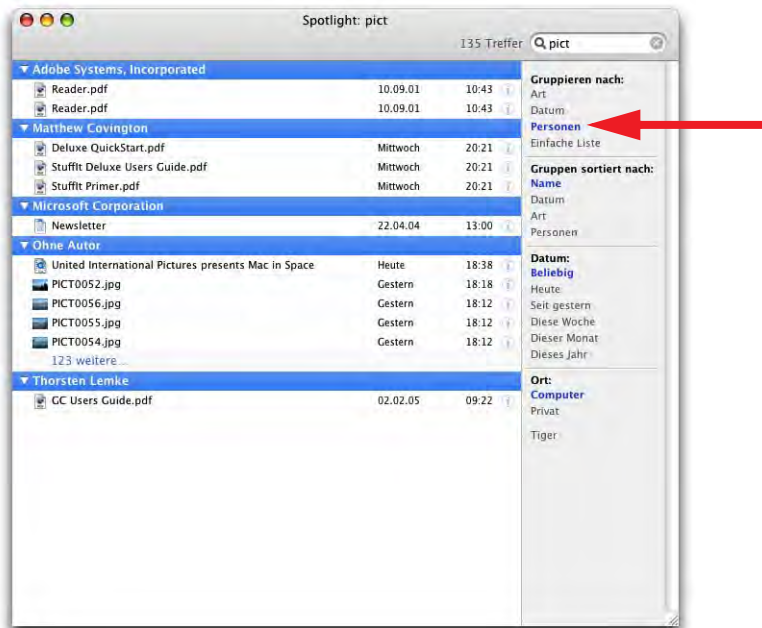 Spotlight: pict
135 Treffer pict
Adobe Systems, Incorporated
Reader.pdf 10.09.01 10:43
Reader.pdf 10.09.01 10:43
Matthew Covington
Deluxe QuickStart.pdf Mittwoch 20:21
StuffIt Deluxe Users Guide.pdf Mittwoch 20:21
StuffIt Primer.pdf Mittwoch 20:21
Microsoft Corporation
Newsletter 22.04.04 13:00
Ohne Autor
United International Pictures presents Mac in Space Heute 18:38
PICT0052.jpg Gestern 18:18
PICT0056.jpg Gestern 18:12
PICT0055.jpg Gestern 18:12
PICT0054.jpg Gestern 18:12
123 weitere...
Thorsten Lemke
GC Users Guide.pdf 02.02.05 09:22
Gruppieren nach:
Art
Datum
Personen
Einfache Liste
Gruppen sortiert nach:
Name
Datum
Art
Personen
Datum:
Beliebig
Heute
Seit gestern
Diese Woche
Dieser Monat
Dieses Jahr
Ort:
Computer
Privat
Tiger